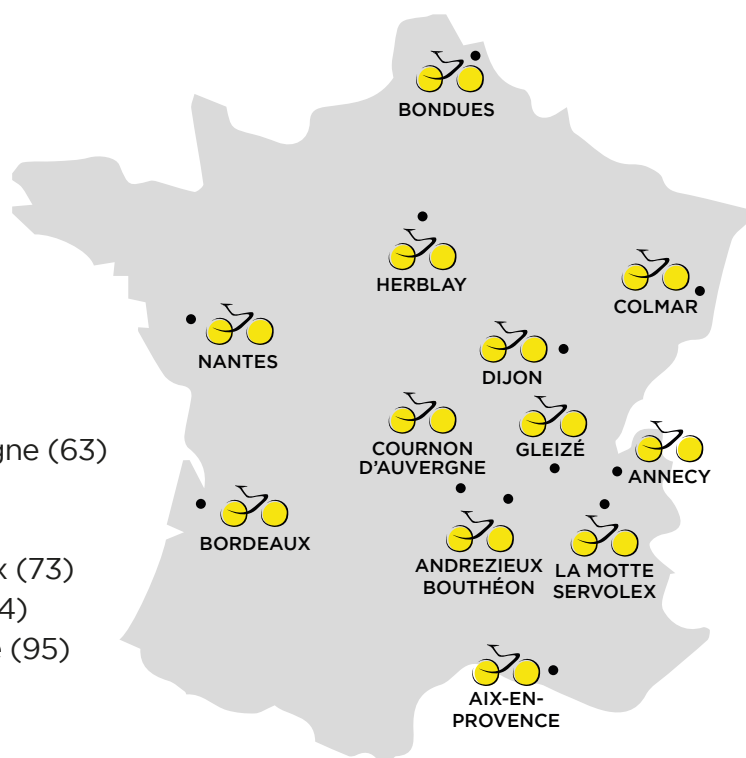 BONDUES
HERBLAY
COLMAR
NANTES
DIJON
COURNON
D'AUVERGNE
GLEIZÉ
ANNECY
gne (63)
BORDEAUX
ANDREZIEUX
BOUTHÉON
LA MOTTE
SERVOLEX
x (73)
4)
e (95)
AIX-EN-
PROVENCE